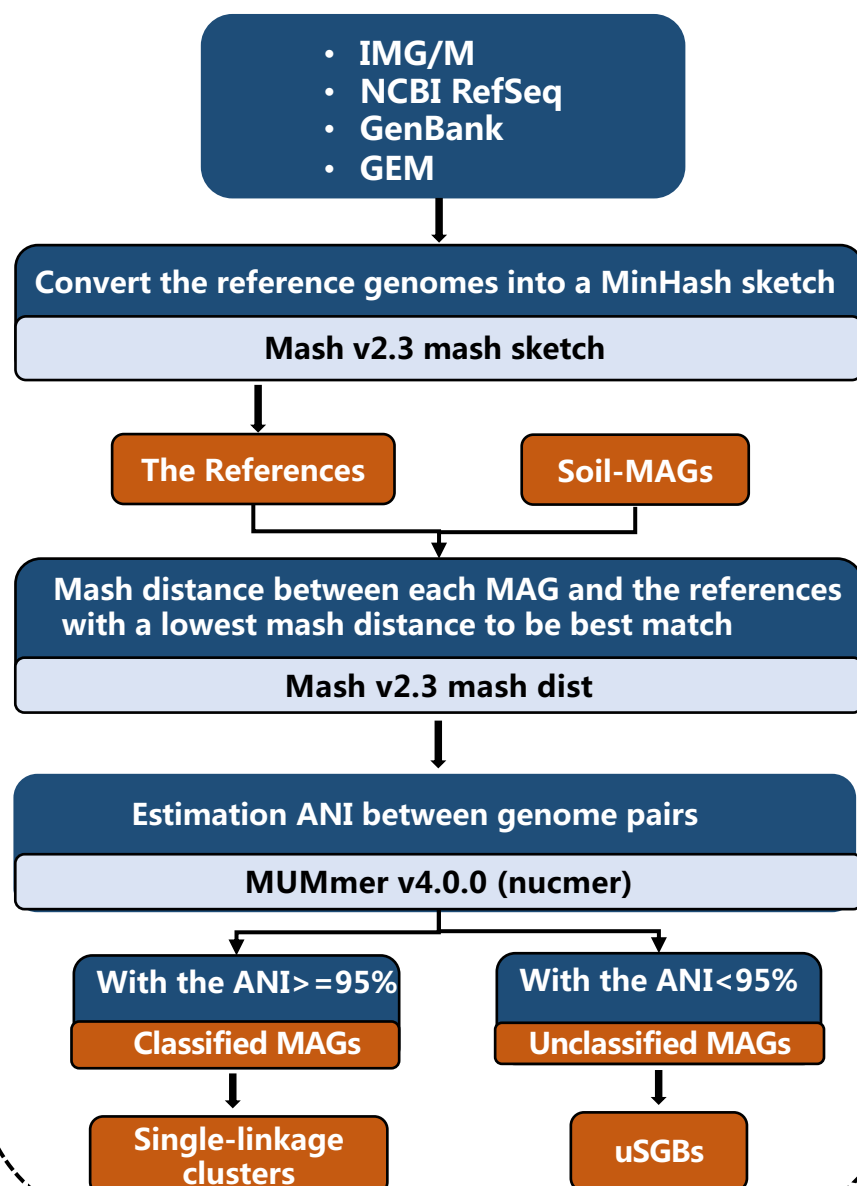 • IMG/M
• NCBI RefSeq
• GenBank
• GEM
Convert the reference genomes into a MinHash sketch
Mash v2.3 mash sketch
The References
Soil-MAGs
Mash distance between each MAG and the references
with a lowest mash distance to be best match
Mash v2.3 mash dist
Estimation ANI between genome pairs
MUMmer v4.0.0 (nucmer)
With the ANI>=95%
Classified MAGs
With the ANI<95%
Unclassified MAGs
Single-linkage
clusters
uSGBs